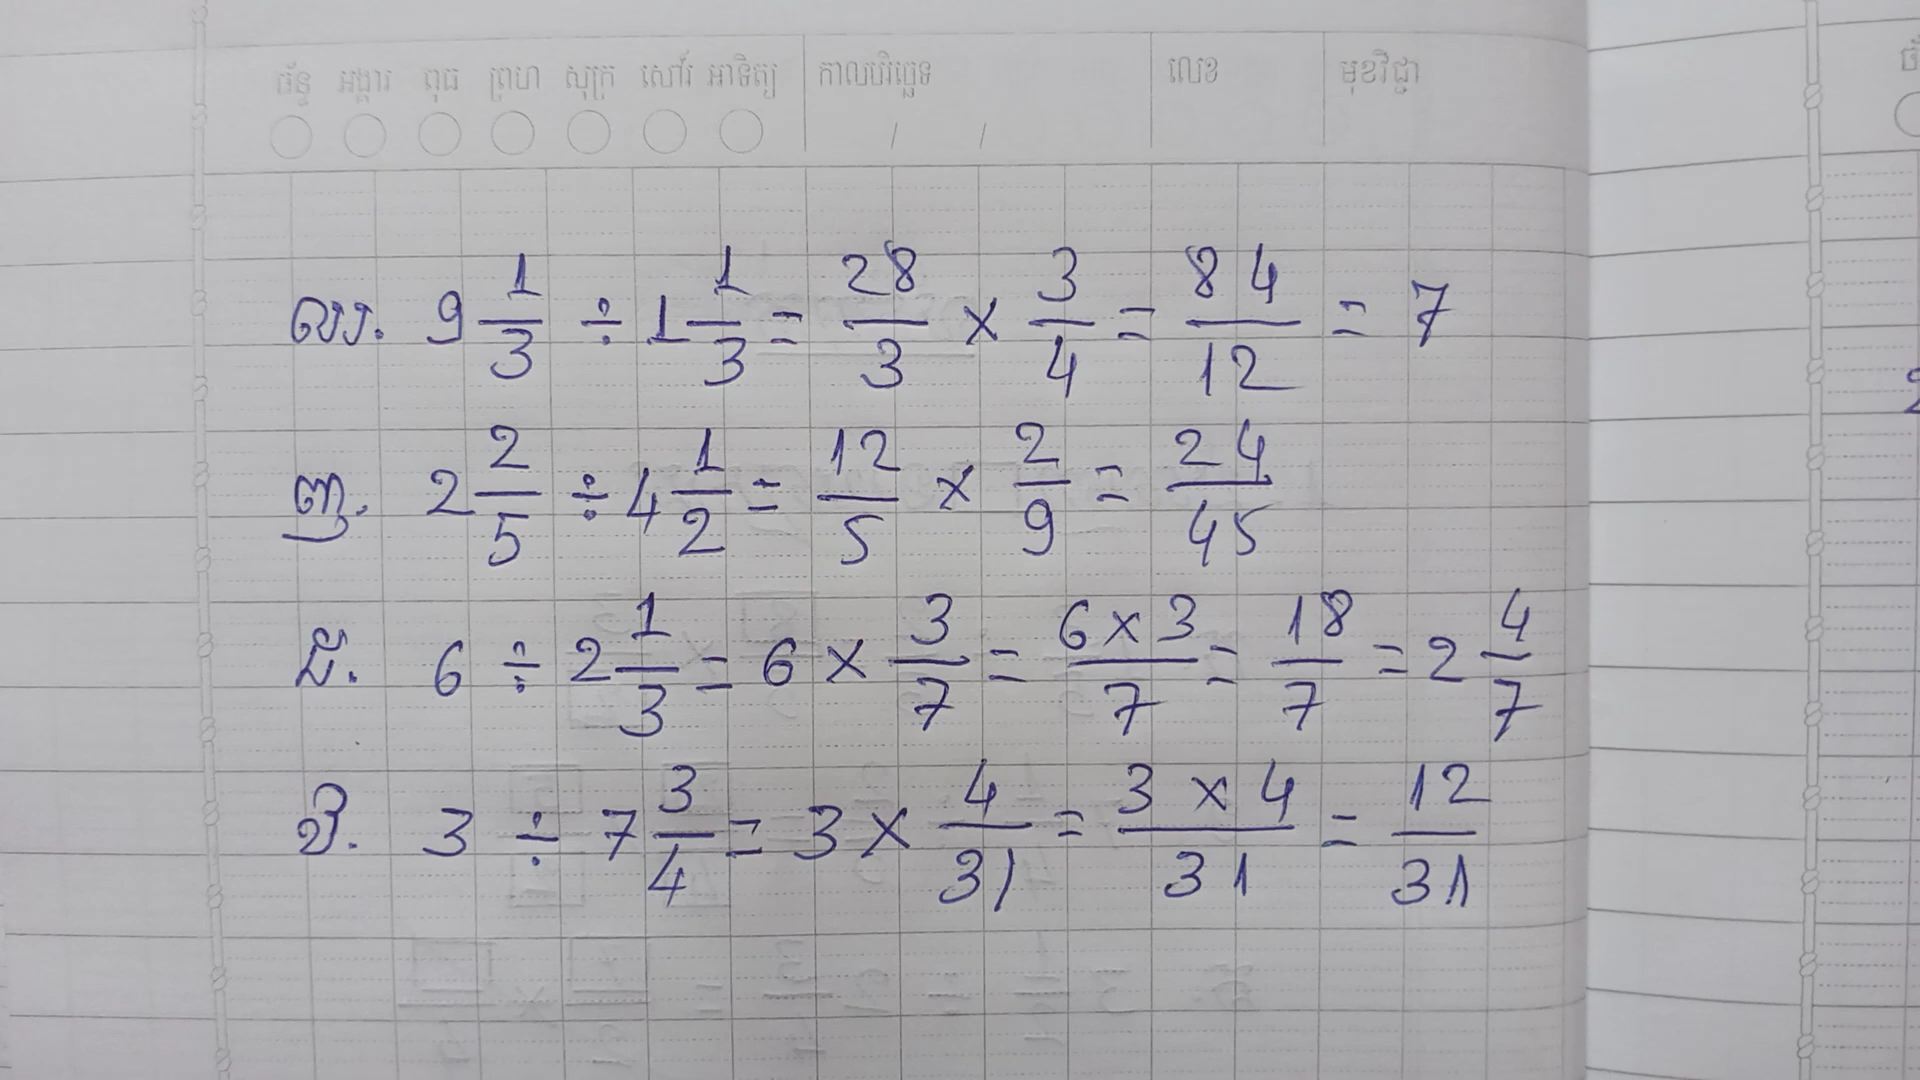 ច័ន្ទ អង្គារ ពុធ ព្រហ សុក្រ សៅរ៍ អាទិត្យ កាលបរិច្ឆេទ លេខ មុខវិជ្ជា
/ /
ឈ. 9 1/3 ÷ 1 1/3 = 28/3 × 3/4 = 84/12 = 7
ញ. 2 2/5 ÷ 4 1/2 = 12/5 × 2/9 = 24/45
ដ. 6 ÷ 2 1/3 = 6 × 3/7 = 6 × 3/7 = 18/7 = 2 4/7
ឋ. 3 ÷ 7 3/4 = 3 × 4/31 = 3 × 4/31 = 12/31